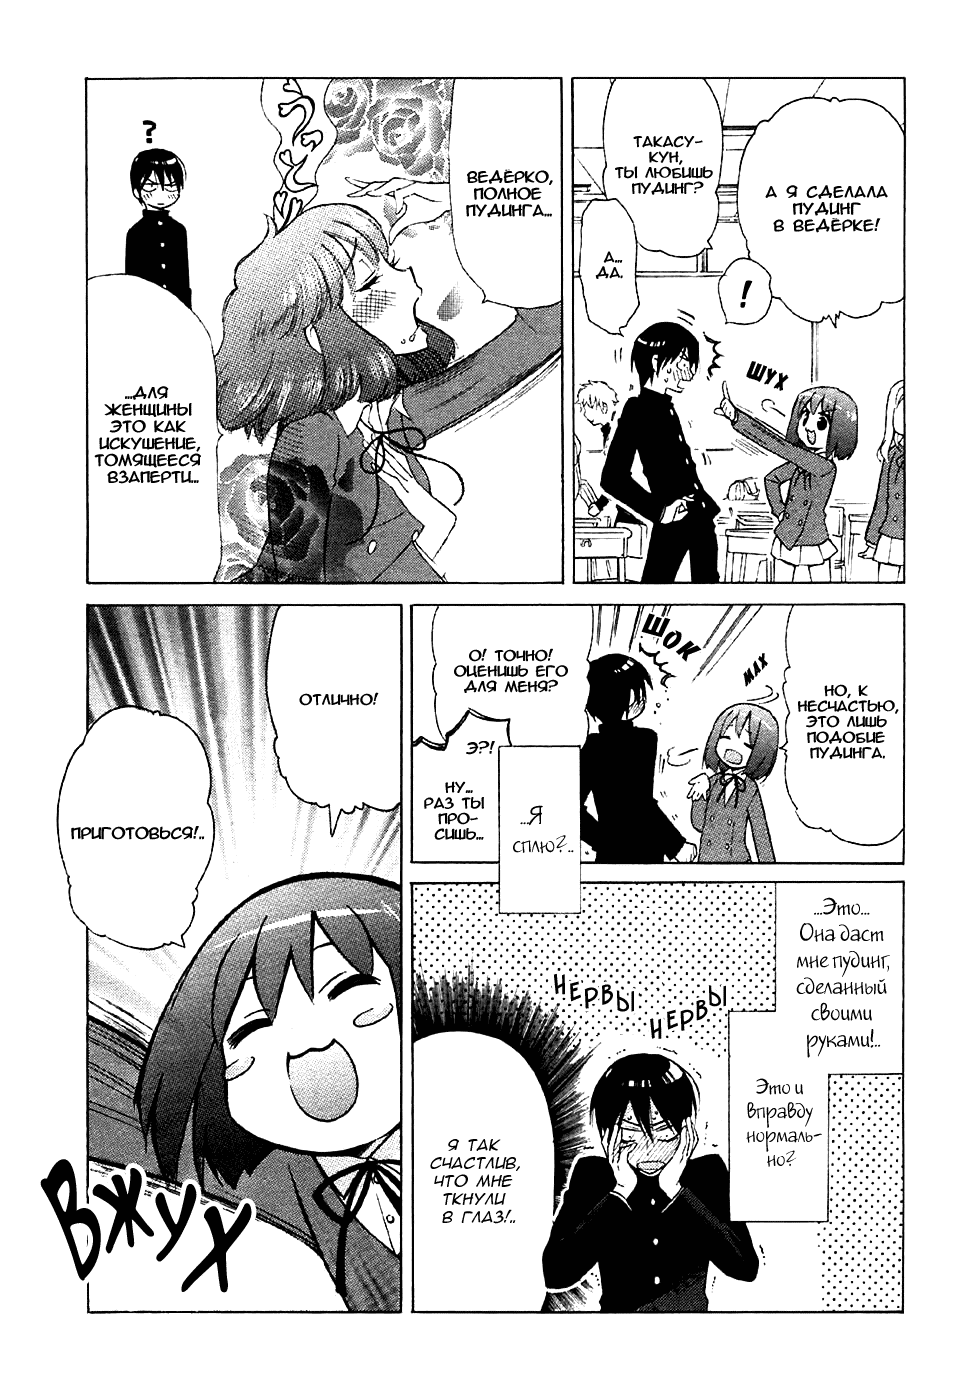 ТАКАСУ-
КУН,
ТЫ ЛЮБИШЬ
ПУДИНГ?
А Я СДЕЛАЛА
ПУДИНГ
В ВЕДЁРКЕ!
А...
ДА.
!
ШУХ
ВЕДЁРКО,
ПОЛНОЕ
ПУДИНГА...
?
...ДЛЯ
ЖЕНЩИНЫ
ЭТО КАК
ИСКУШЕНИЕ,
ТОМЯЩЕЕСЯ
ВЗАПЕРТИ...
НО, К
НЕСЧАСТЬЮ,
ЭТО ЛИШЬ
ПОДОБИЕ
ПУДИНГА.
МАХ
ШОК
О! ТОЧНО!
ОЦЕНИШЬ ЕГО
ДЛЯ МЕНЯ?
Э?!
НУ...
РАЗ ТЫ
ПРО-
СИШЬ...
...Я
сплю?..
...Это...
Она даст
мне пудинг,
сделанный
своими
руками!..
Это и
вправду
нормаль-
но?
НЕРВЫ
НЕРВЫ
Я ТАК
СЧАСТЛИВ,
ЧТО МНЕ
ТКНУЛИ
В ГЛАЗ!..
ОТЛИЧНО!
ПРИГОТОВЬСЯ!..
ВЖУХ